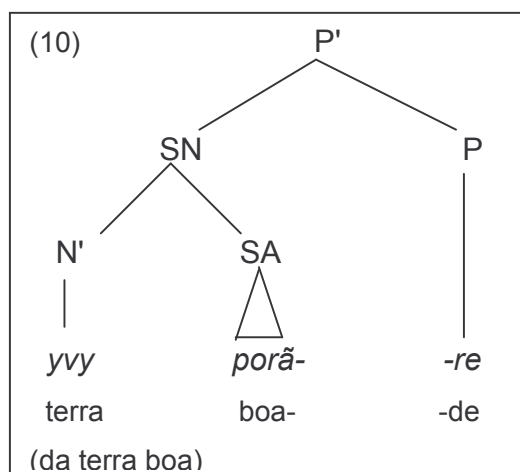 (10)
P'
SN P
N' SA
yvy porã- -re
terra boa- -de
(da terra boa)